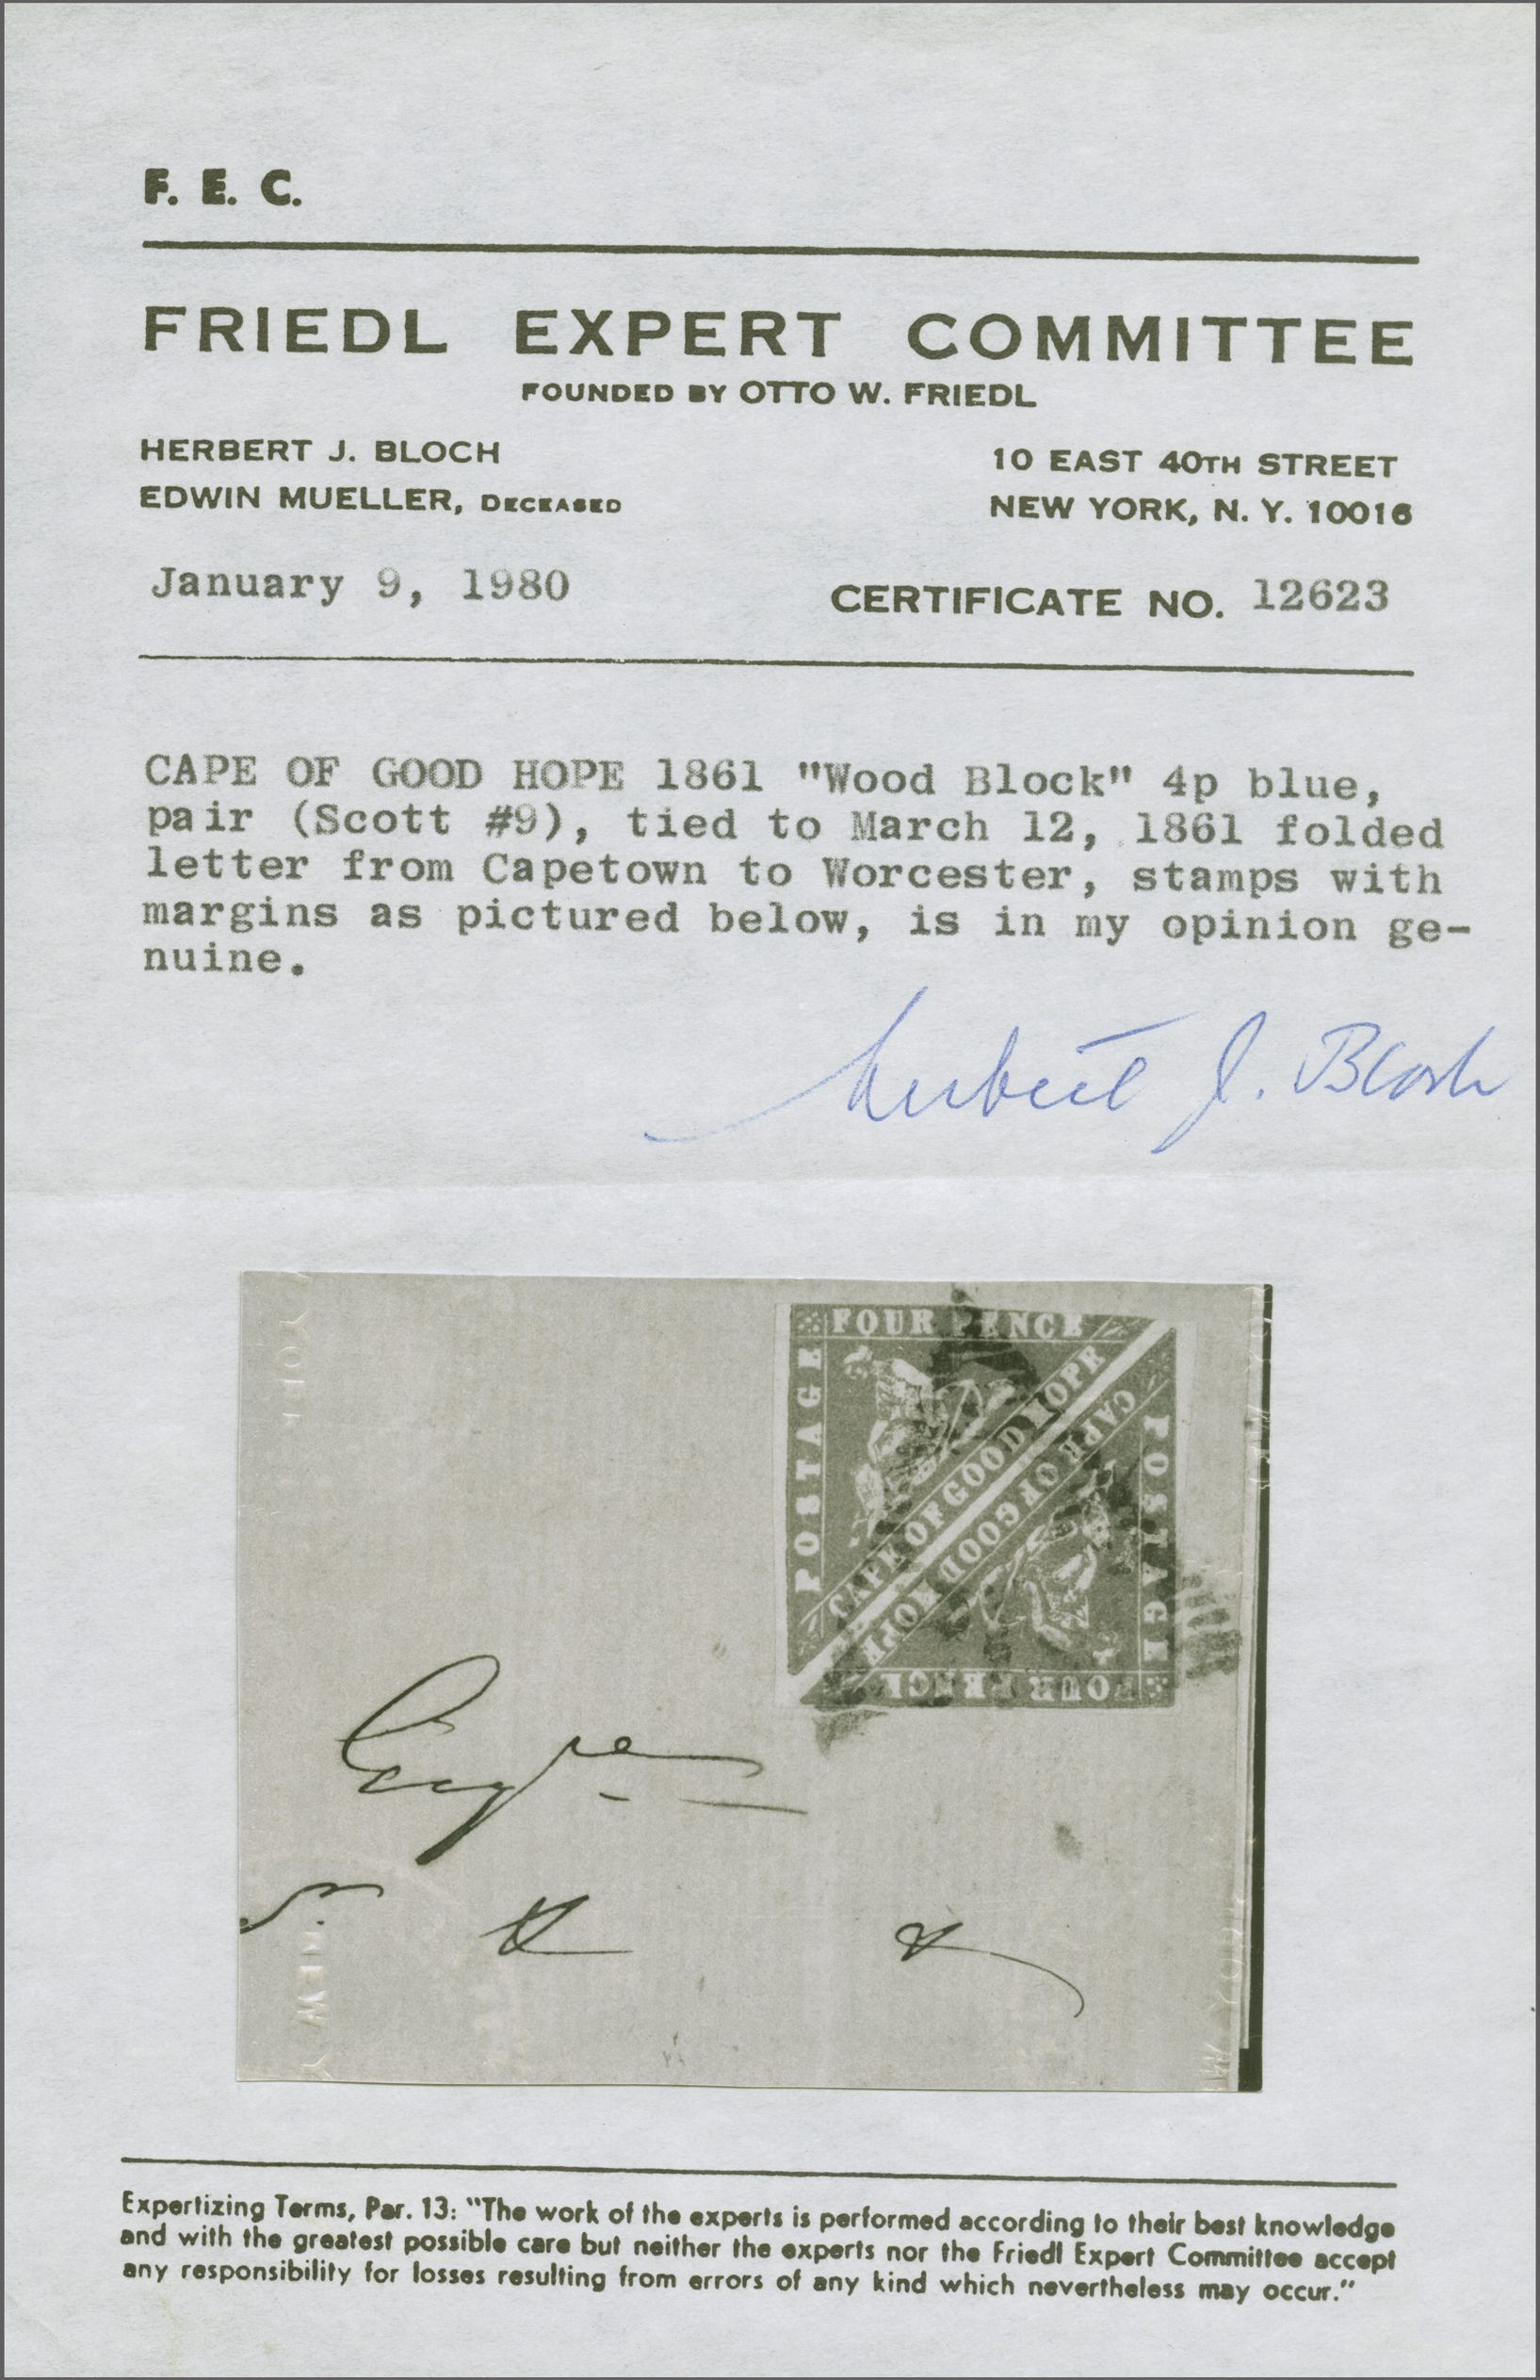 F. E. C.
FRIEDL EXPERT COMMITTEE
FOUNDED BY OTTO W. FRIEDL
HERBERT J. BLOCH
EDWIN MUELLER, DECEASED
10 EAST 40TH STREET
NEW YORK, N. Y. 10016
January 9, 1980
CERTIFICATE NO. 12623
CAPE OF GOOD HOPE 1861 "Wood Block" 4p blue,
pair (Scott #9), tied to March 12, 1861 folded
letter from Capetown to Worcester, stamps with
margins as pictured below, is in my opinion ge-
nuine.
Herbert J. Bloch
FOUR PENCE
POSTAGE
CAPE OF GOOD HOPE
CAPE OF GOOD HOPE
POSTAGE
FOUR PENCE
Expertizing Terms, Par. 13: "The work of the experts is performed according to their best knowledge
and with the greatest possible care but neither the experts nor the Friedl Expert Committee accept
any responsibility for losses resulting from errors of any kind which nevertheless may occur."